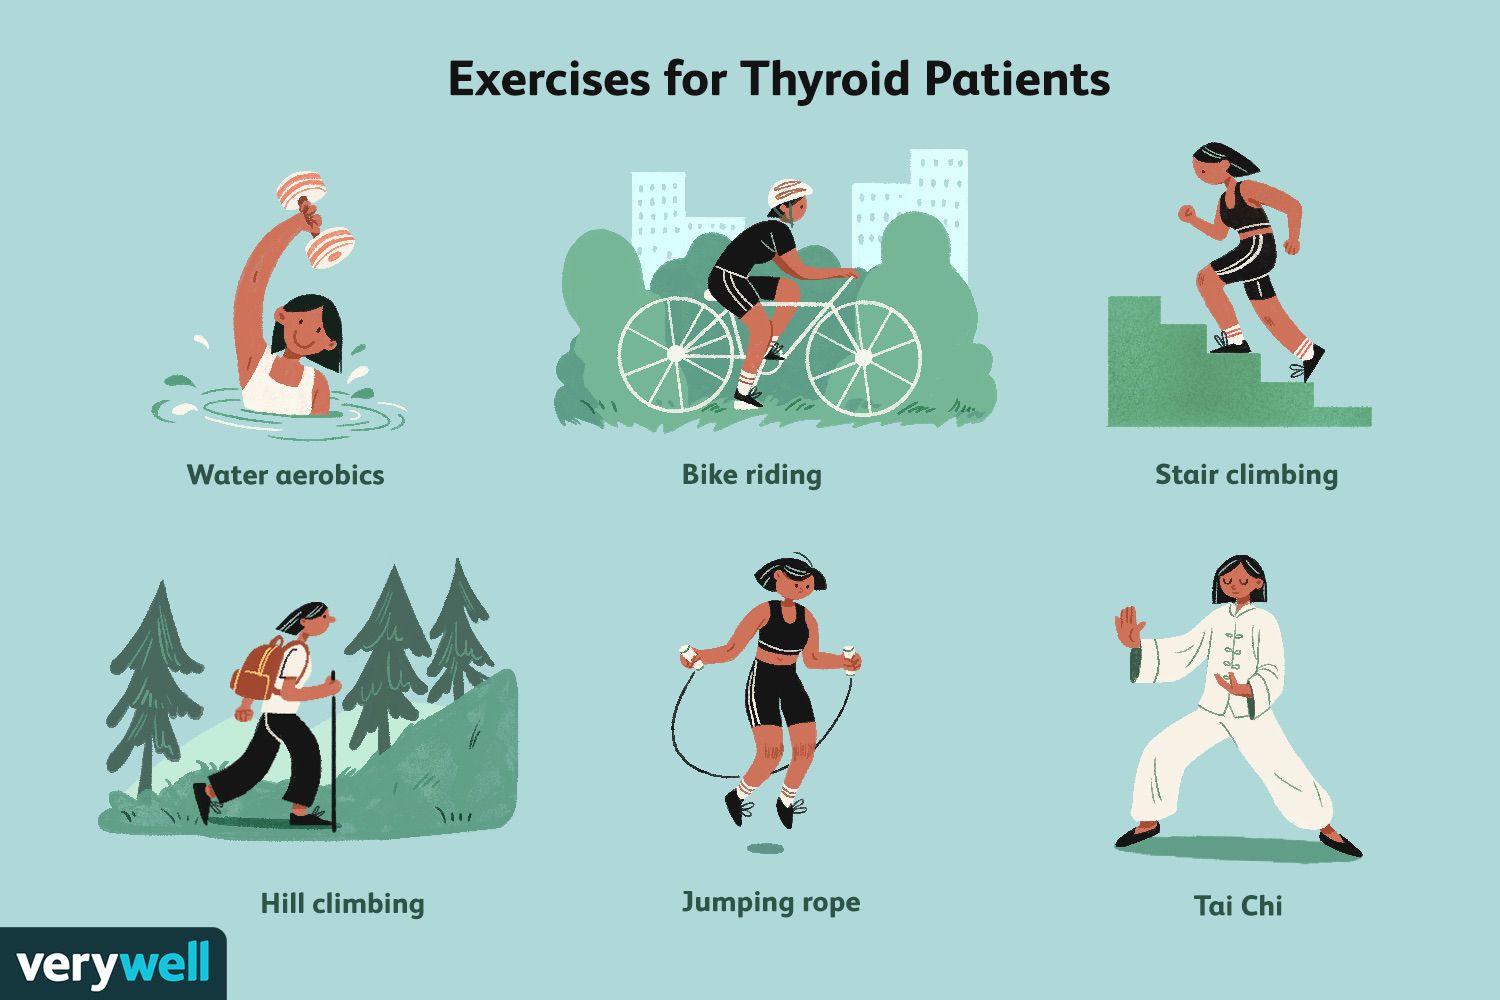 Exercises for Thyroid Patients
Water aerobics
Bike riding
Stair climbing
Hill climbing
Jumping rope
Tai Chi
verywell